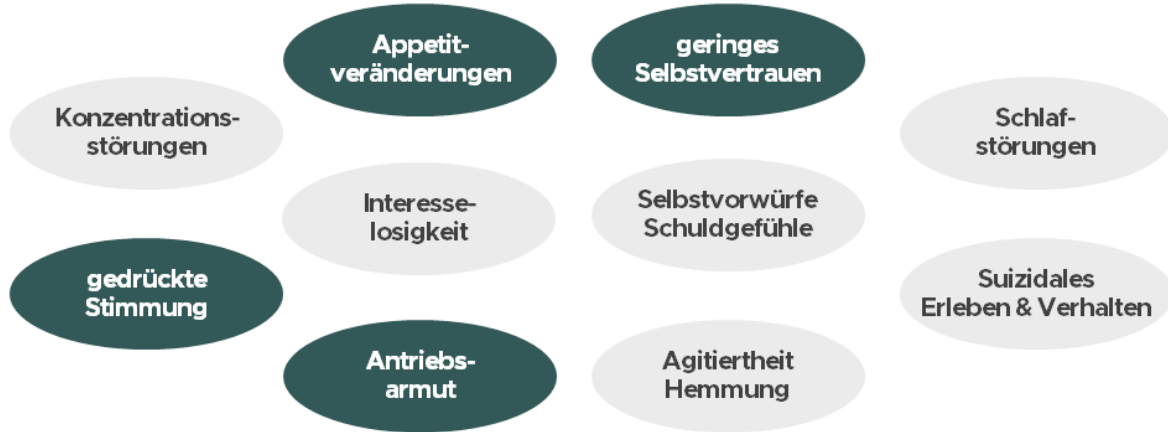 Appetit-
veränderungen
geringes
Selbstvertrauen
Konzentrations-
störungen
Schlaf-
störungen
Interesse-
losigkeit
Selbstvorwürfe
Schuldgefühle
gedrückte
Stimmung
Suizidales
Erleben & Verhalten
Antriebs-
armut
Agitiertheit
Hemmung